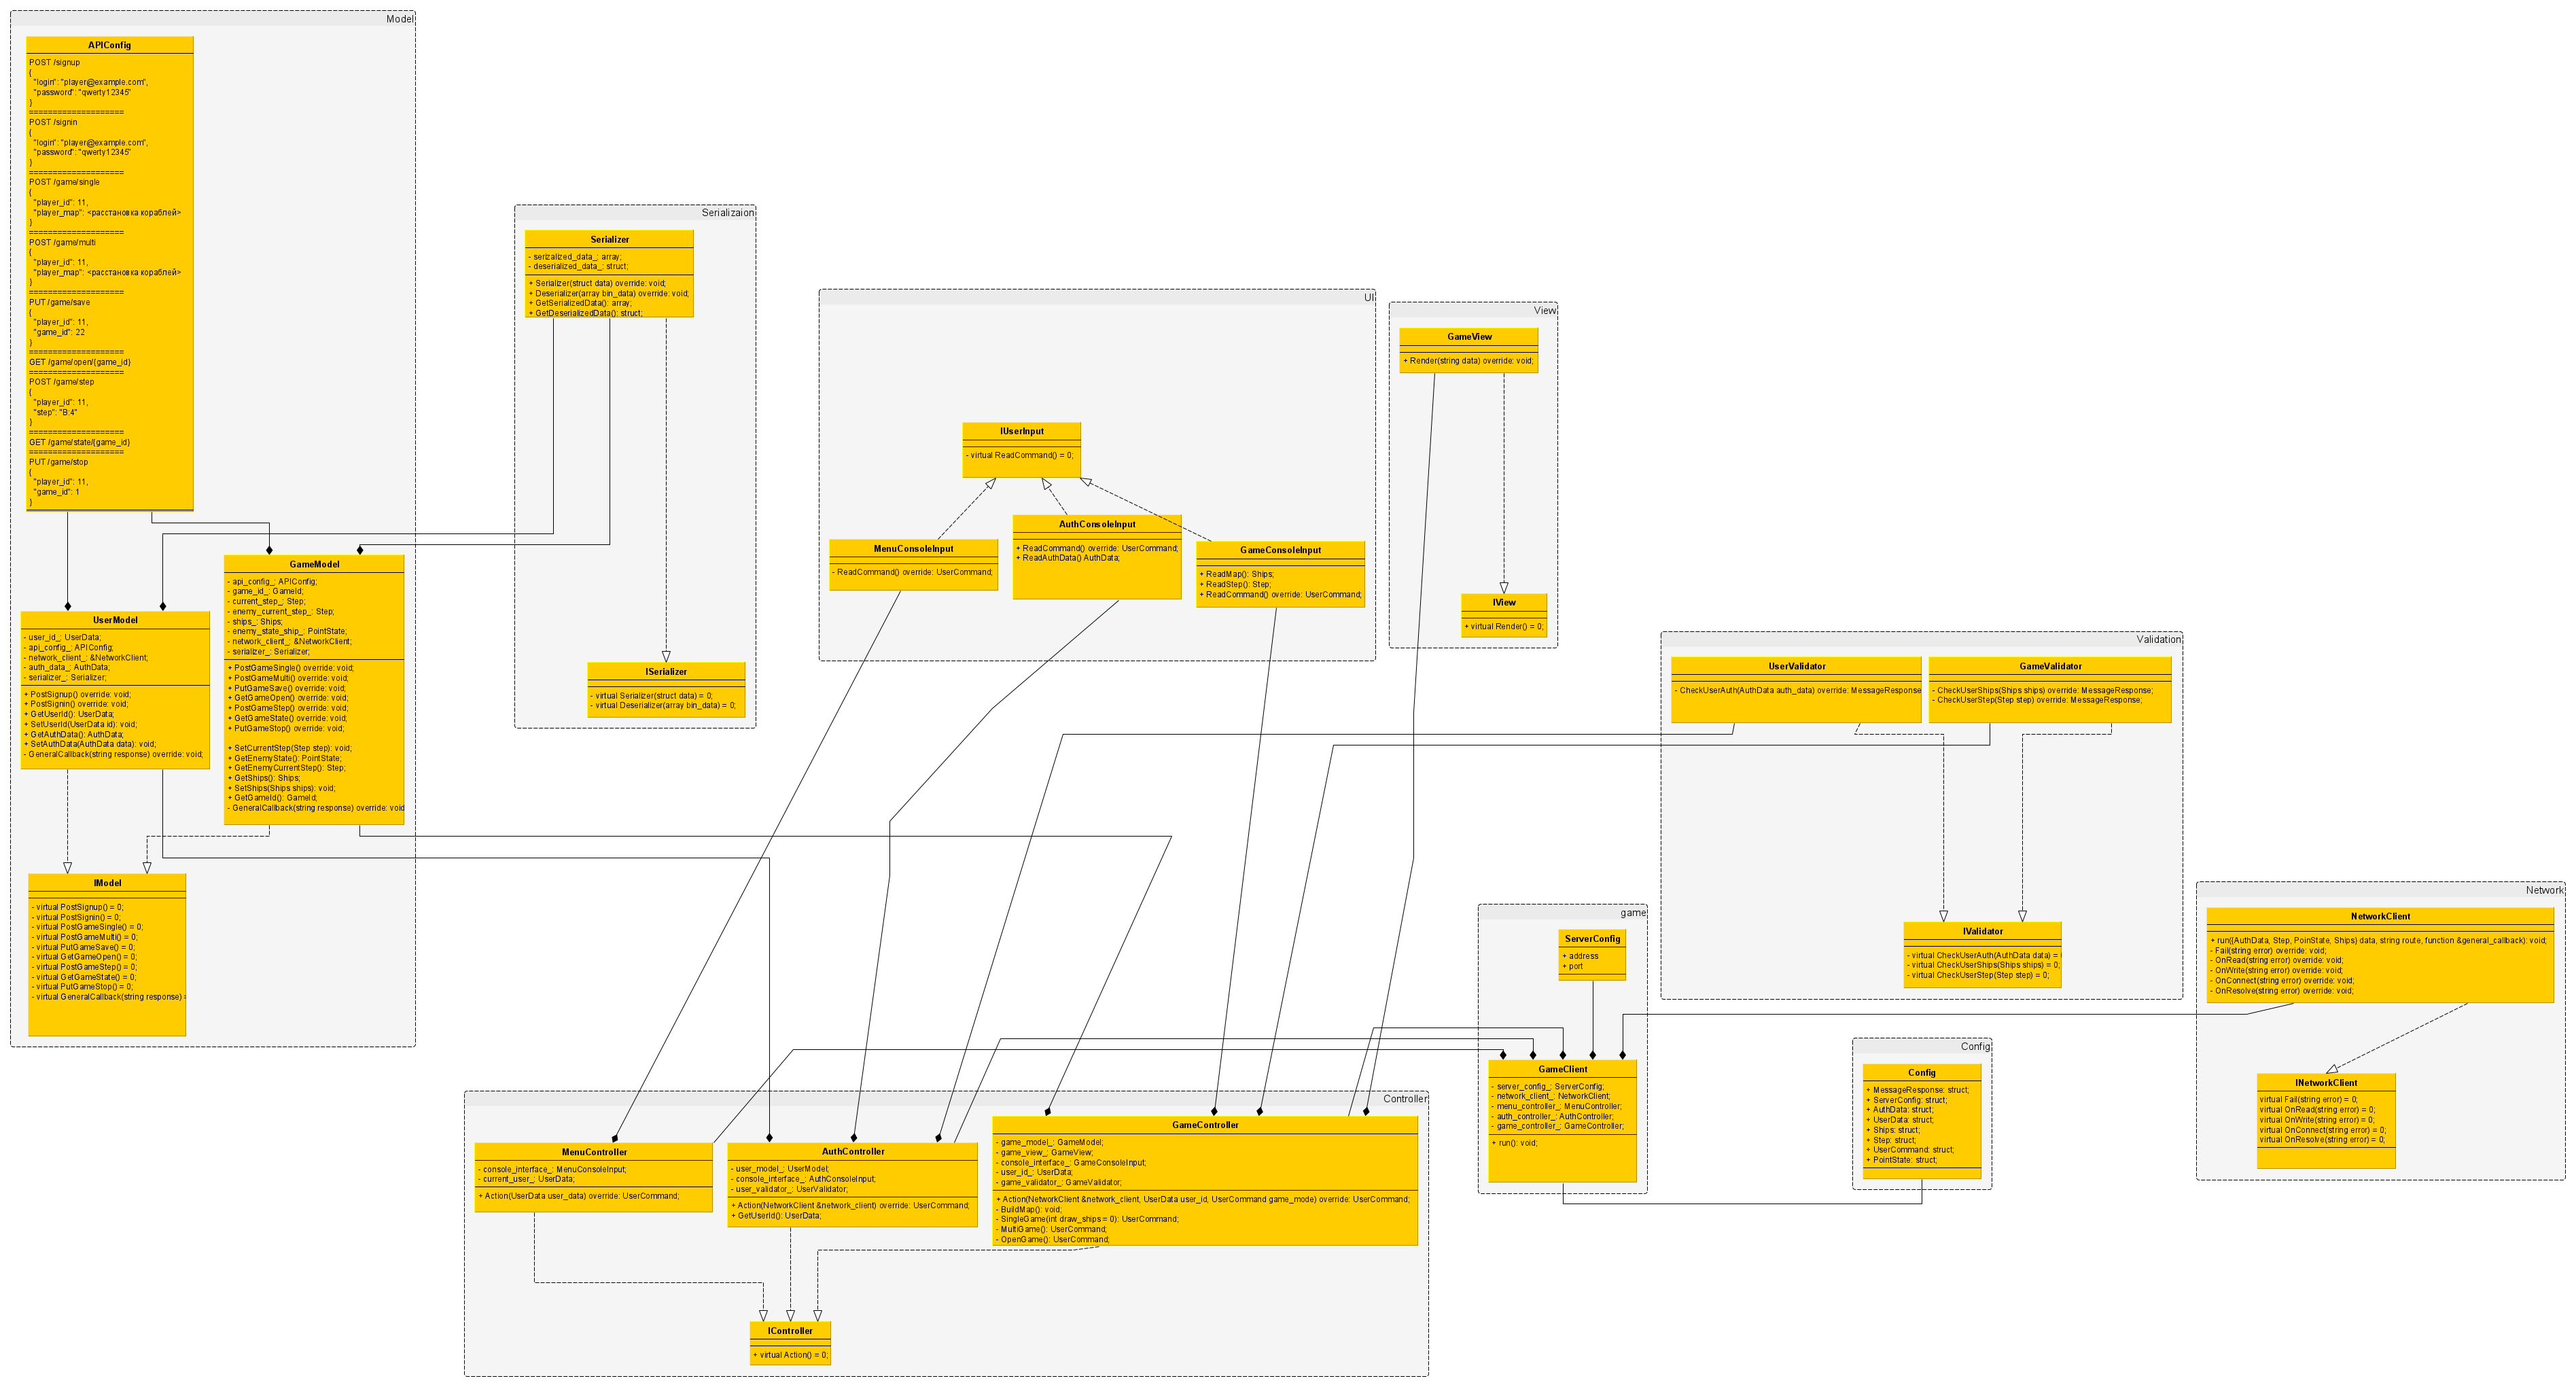 Model
APIConfig
POST /signup
{
"login": "player@example.com",
"password": "qwerty12345"
}
====================
POST /signin
{
"login": "player@example.com",
"password": "qwerty12345"
}
====================
POST /game/single
{
"player_id": 11,
"player_map": <расстановка кораблей>
}
====================
POST /game/multi
{
"player_id": 11,
"player_map": <расстановка кораблей>
}
====================
PUT /game/save
{
"player_id": 11,
"game_id": 22
}
====================
GET /game/open/{game_id}
====================
POST /game/step
{
"player_id": 11,
"step": "B:4"
}
====================
GET /game/state/{game_id}
====================
PUT /game/stop
{
"player_id": 11,
"game_id": 1
}
GameModel
- api_config_: APIConfig;
- game_id_: GameId;
- current_step_: Step;
- enemy_current_step_: Step;
- ships_: Ships;
- enemy_state_ship_: PointState;
- network_client_: &NetworkClient;
- serializer_: Serializer;
+ PostGameSingle() override: void;
+ PostGameMulti() override: void;
+ PutGameSave() override: void;
+ GetGameOpen() override: void;
+ PostGameStep() override: void;
+ GetGameState() override: void;
+ PutGameStop() override: void;
+ SetCurrentStep(Step step): void;
+ GetEnemyState(): PointState;
+ GetEnemyCurrentStep(): Step;
+ GetShips(): Ships;
+ SetShips(Ships ships): void;
+ GetGameId(): GameId;
- GeneralCallback(string response) override: void
UserModel
- user_id_: UserData;
- api_config_: APIConfig;
- network_client_: &NetworkClient;
- auth_data_: AuthData;
- serializer_: Serializer;
+ PostSignup() override: void;
+ PostSignin() override: void;
+ GetUserId(): UserData;
+ SetUserId(UserData id): void;
+ GetAuthData(): AuthData;
+ SetAuthData(AuthData data): void;
- GeneralCallback(string response) override: void;
IModel
- virtual PostSignup() = 0;
- virtual PostSignin() = 0;
- virtual PostGameSingle() = 0;
- virtual PostGameMulti() = 0;
- virtual PutGameSave() = 0;
- virtual GetGameOpen() = 0;
- virtual PostGameStep() = 0;
- virtual GetGameState() = 0;
- virtual PutGameStop() = 0;
- virtual GeneralCallback(string response) =
Serializaion
Serializer
- serizalized_data_: array;
- deserialized_data_: struct;
+ Serializer(struct data) override: void;
+ Deserializer(array bin_data) override: void;
+ GetSerializedData(): array;
+ GetDeserializedData(): struct;
ISerializer
- virtual Serializer(struct data) = 0;
- virtual Deserializer(array bin_data) = 0;
UI
IUserInput
- virtual ReadCommand() = 0;
MenuConsoleInput
- ReadCommand() override: UserCommand;
AuthConsoleInput
+ ReadCommand() override: UserCommand;
+ ReadAuthData() AuthData;
GameConsoleInput
+ ReadMap(): Ships;
+ ReadStep(): Step;
+ ReadCommand() override: UserCommand;
View
GameView
+ Render(string data) override: void;
IView
+ virtual Render() = 0;
Validation
UserValidator
- CheckUserAuth(AuthData auth_data) override: MessageResponse
GameValidator
- CheckUserShips(Ships ships) override: MessageResponse;
- CheckUserStep(Step step) override: MessageResponse;
IValidator
- virtual CheckUserAuth(AuthData data) =
- virtual CheckUserShips(Ships ships) = 0;
- virtual CheckUserStep(Step step) = 0;
Network
NetworkClient
+ run({AuthData, Step, PoinState, Ships} data, string route, function &general_callback): void;
- Fail(string error) override: void;
- OnRead(string error) override: void;
- OnWrite(string error) override: void;
- OnConnect(string error) override: void;
- OnResolve(string error) override: void;
INetworkClient
virtual Fail(string error) = 0;
virtual OnRead(string error) = 0;
virtual OnWrite(string error) = 0;
virtual OnConnect(string error) = 0;
virtual OnResolve(string error) = 0;
game
ServerConfig
+ address
+ port
GameClient
- server_config_: ServerConfig;
- network_client_: NetworkClient;
- menu_controller_: MenuController;
- auth_controller_: AuthController;
- game_controller_: GameController;
+ run(): void;
Config
Config
+ MessageResponse: struct;
+ ServerConfig: struct;
+ AuthData: struct;
+ UserData: struct;
+ Ships: struct;
+ Step: struct;
+ UserCommand: struct;
+ PointState: struct;
Controller
MenuController
- console_interface_: MenuConsoleInput;
- current_user_: UserData;
+ Action(UserData user_data) override: UserCommand;
AuthController
- user_model_: UserModel;
- console_interface_: AuthConsoleInput;
- user_validator_: UserValidator;
+ Action(NetworkClient &network_client) override: UserCommand;
+ GetUserId(): UserData;
GameController
- game_model_: GameModel;
- game_view_: GameView;
- console_interface_: GameConsoleInput;
- user_id_: UserData;
- game_validator_: GameValidator;
+ Action(NetworkClient &network_client, UserData user_id, UserCommand game_mode) override: UserCommand;
- BuildMap(): void;
- SingleGame(int draw_ships = 0): UserCommand;
- MultiGame(): UserCommand;
- OpenGame(): UserCommand;
IController
+ virtual Action() = 0;